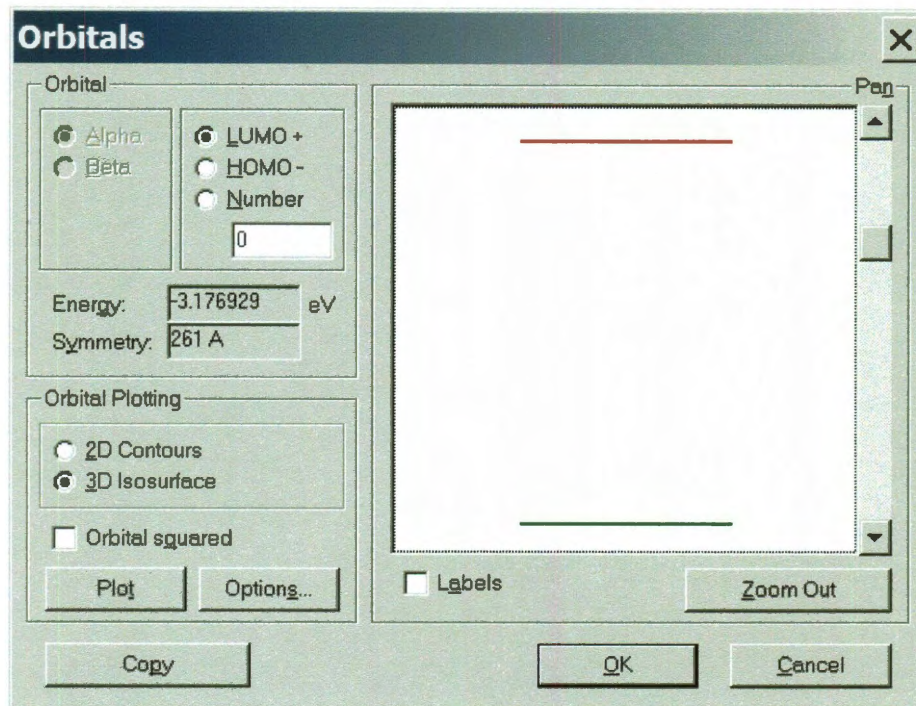 Orbitals
Orbital
Alpha
Beta
LUMO +
HOMO -
Number
0
Energy: -3.176929 eV
Symmetry: 261 A
Orbital Plotting
2D Contours
3D Isosurface
Orbital squared
Plot
Options...
Copy
Pan
Labels
Zoom Out
OK
Cancel